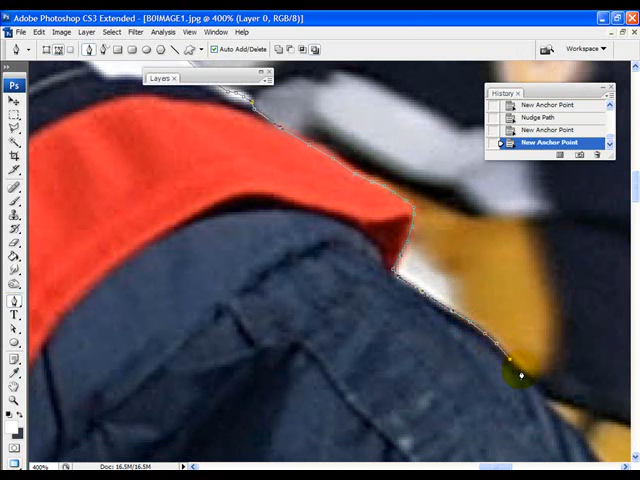 Adobe Photoshop CS3 Extended - [B0IMAGE1.jpg @ 400% (Layer 0, RGB/8)]
File Edit Image Layer Select Filter Analysis View Window Help
Auto Add/Delete
Workspace
Layers
History
New Anchor Point
Nudge Path
New Anchor Point
New Anchor Point
Ps
T
400%
Doc: 16.5M/16.5M